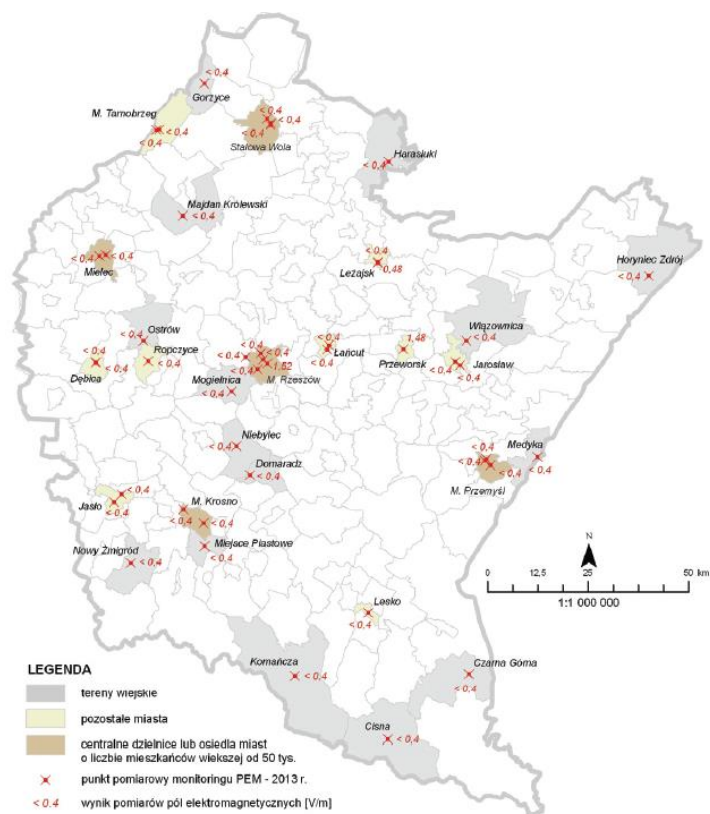 < 0,4
Gorzyce
M. Tarnobrzeg
< 0,4
< 0,4
< 0,4
< 0,4
< 0,4
Stalowa Wola
Harasiuki
< 0,4
Majdan Królewski
< 0,4
Horyniec Zdrój
< 0,4
< 0,4
< 0,4
Mielec
< 0,4
0,48
Leżajsk
Wiązownica
< 0,4
Ostrów
Ropczyce
< 0,4
< 0,4
< 0,4
Dębica
< 0,4
< 0,4
< 0,4
1,52
< 0,4
M. Rzeszów
< 0,4
Łańcut
< 0,4
1,48
Przeworsk
< 0,4
Jarosław
< 0,4
Mogielnica
< 0,4
Niebylec
< 0,4
Domaradz
< 0,4
< 0,4
< 0,4
M. Przemyśl
Medyka
< 0,4
< 0,4
Jasło
< 0,4
M. Krosno
< 0,4
< 0,4
Miejsce Piastowe
< 0,4
Nowy Żmigród
< 0,4
N
0 12,5 25 50 km
1:1 000 000
Lesko
< 0,4
Komańcza
< 0,4
Czarna Górna
< 0,4
Cisna
< 0,4
LEGENDA
tereny wiejskie
pozostałe miasta
centralne dzielnice lub osiedla miast
o liczbie mieszkańców wiekszej od 50 tys.
punkt pomiarowy monitoringu PEM - 2013 r.
< 0.4 wynik pomiarów pól elektromagnetycznych [V/m]